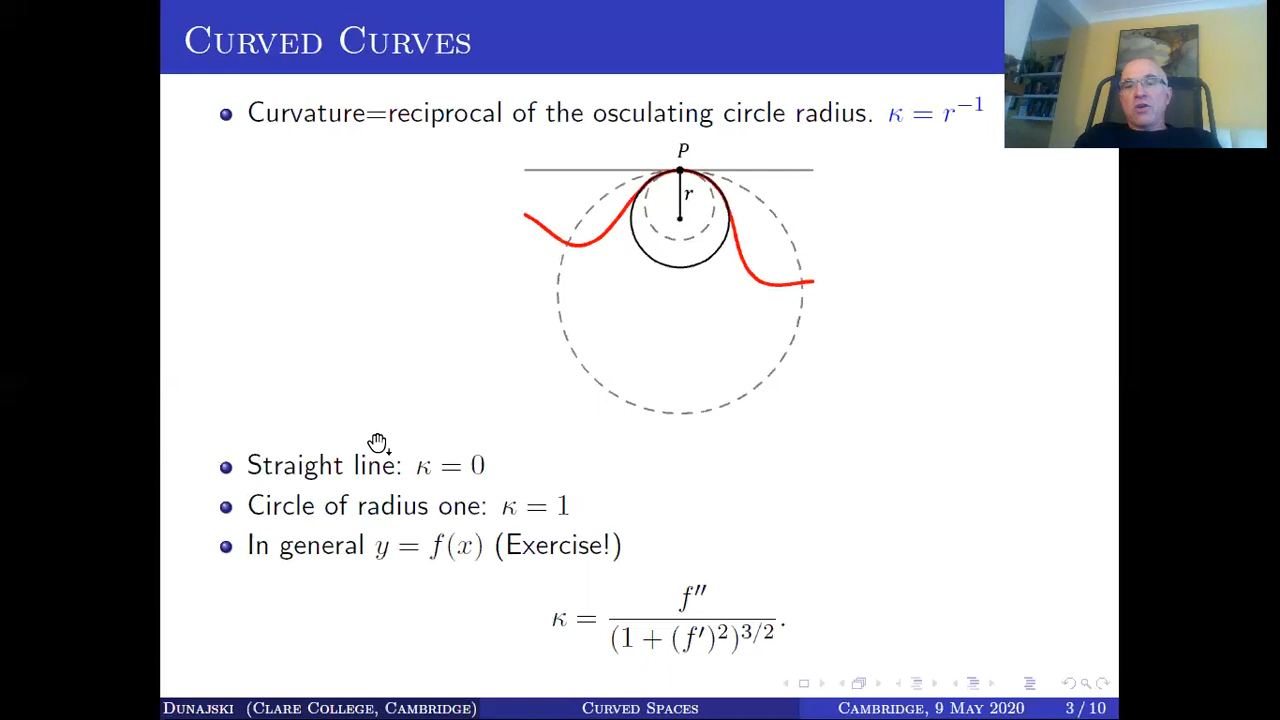 CURVED CURVES
Curvature=reciprocal of the osculating circle radius. κ = r⁻¹
P
r
Straight line: κ = 0
Circle of radius one: κ = 1
In general y = f(x) (Exercise!)
κ = f″ / (1 + (f′)²)^{3/2}.
DUNAJSKI (CLARE COLLEGE, CAMBRIDGE) CURVED SPACES CAMBRIDGE, 9 MAY 2020 3 / 10